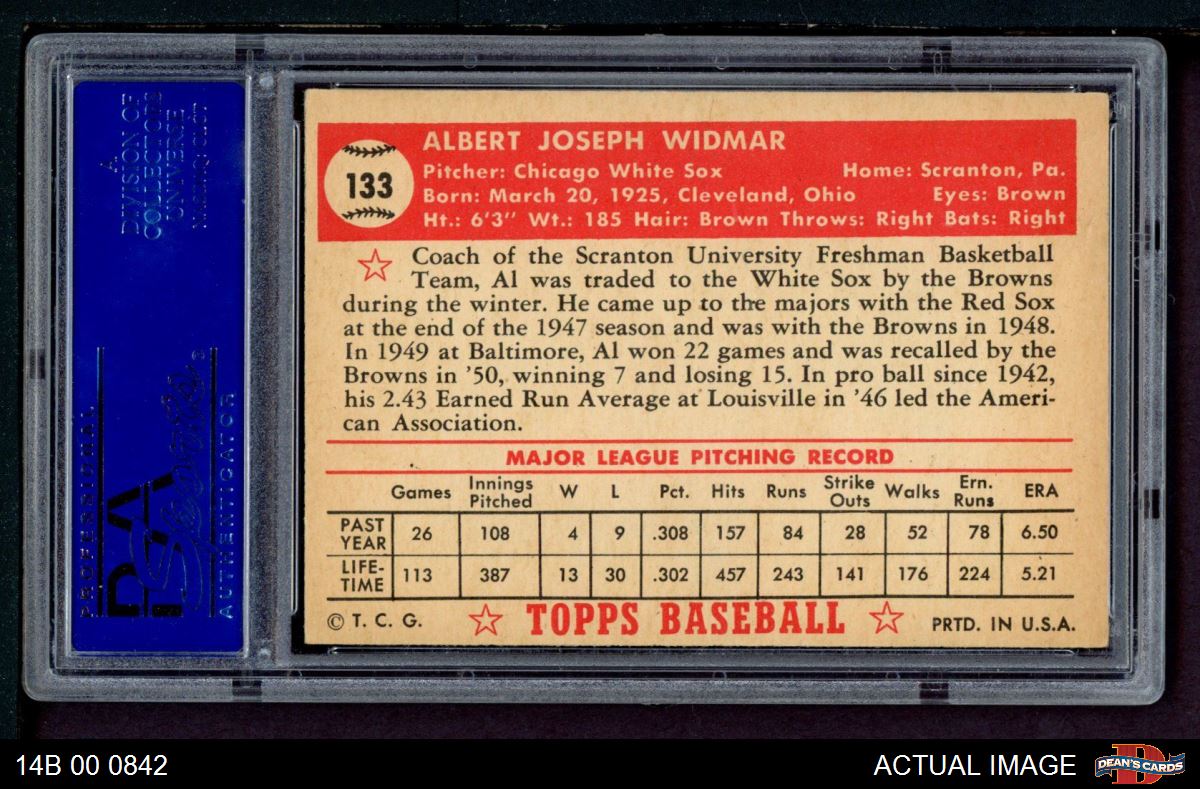 A
DIVISION OF
COLLECTORS
UNIVERSE
NASDAQ:CLCT
PROFESSIONAL
PSA
AUTHENTICATOR
133
ALBERT JOSEPH WIDMAR
Pitcher: Chicago White Sox Home: Scranton, Pa.
Born: March 20, 1925, Cleveland, Ohio Eyes: Brown
Ht.: 6'3" Wt.: 185 Hair: Brown Throws: Right Bats: Right
Coach of the Scranton University Freshman Basketball
Team, Al was traded to the White Sox by the Browns
during the winter. He came up to the majors with the Red Sox
at the end of the 1947 season and was with the Browns in 1948.
In 1949 at Baltimore, Al won 22 games and was recalled by the
Browns in '50, winning 7 and losing 15. In pro ball since 1942,
his 2.43 Earned Run Average at Louisville in '46 led the Ameri-
can Association.
MAJOR LEAGUE PITCHING RECORD
Games Innings Pitched W L Pct. Hits Runs Strike Outs Walks Ern. Runs ERA
PAST YEAR 26 108 4 9 .308 157 84 28 52 78 6.50
LIFE-TIME 113 387 13 30 .302 457 243 141 176 224 5.21
© T. C. G. TOPPS BASEBALL PRTD. IN U.S.A.
14B 00 0842 ACTUAL IMAGE DEAN'S CARDS